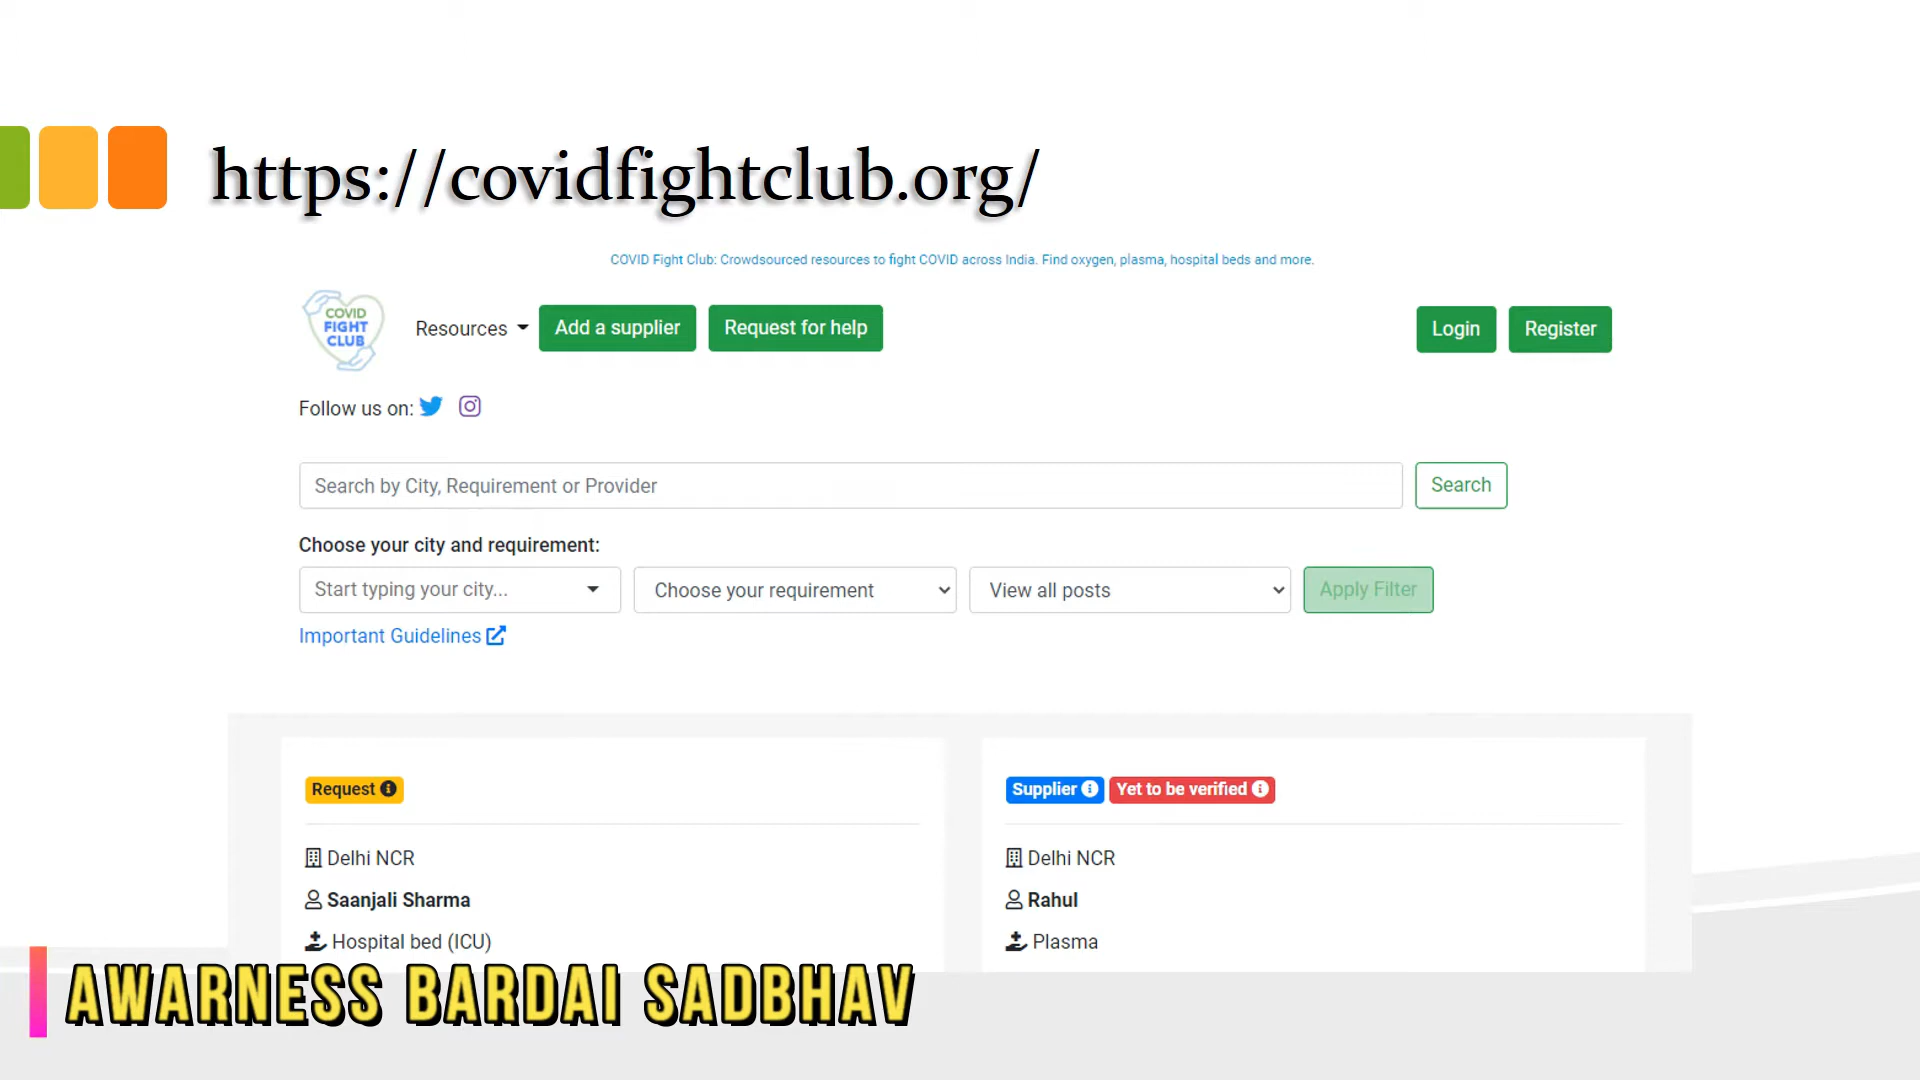 https://covidfightclub.org/
COVID Fight Club: Crowdsourced resources to fight COVID across India. Find oxygen, plasma, hospital beds and more.
COVID
FIGHT
CLUB
Resources
Add a supplier
Request for help
Login
Register
Follow us on:
Search by City, Requirement or Provider
Search
Choose your city and requirement:
Start typing your city...
Choose your requirement
View all posts
Apply Filter
Important Guidelines
Request
Delhi NCR
Saanjali Sharma
Hospital bed (ICU)
Supplier
Yet to be verified
Delhi NCR
Rahul
Plasma
AWARNESS BARDAI SADBHAV